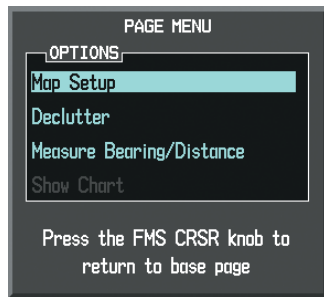 PAGE MENU
OPTIONS
Map Setup
Declutter
Measure Bearing/Distance
Show Chart
Press the FMS CRSR knob to
return to base page